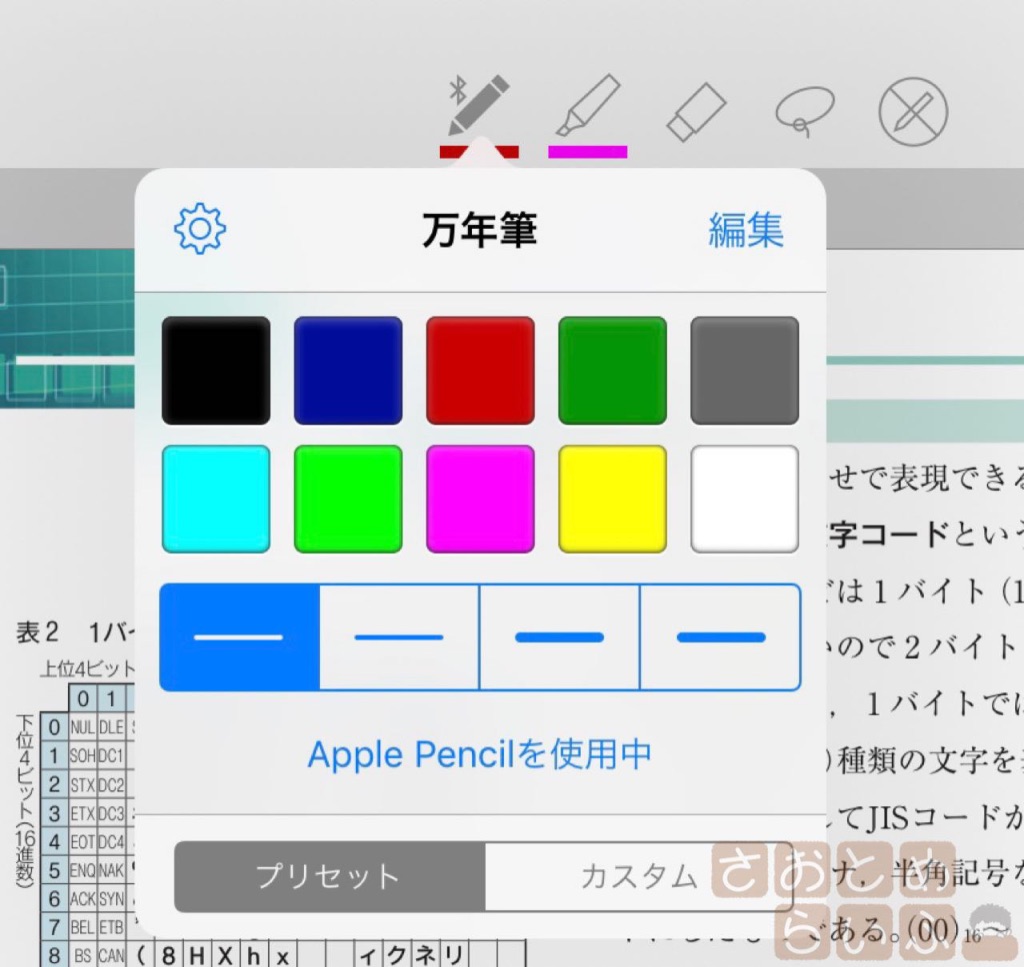 万年筆
編集
Apple Pencilを使用中
プリセット
カスタム
せで表現できる
字コードという
では1バイト(1
いので2バイト
，1バイトでは
)種類の文字を
してJISコードが
ナ，半角記号な
である。(00)16
表2 1バイ
上位4ビット
下位4ビット(16進数)
0 1
0 NUL DLE
1 SOH DC1
2 STX DC2
3 ETX DC3
4 EOT DC4
5 ENQ NAK
6 ACK SYN
7 BEL ETB
8 BS CAN ( 8 H X h x ィ ク ネ リ
さおとめ
らいふ